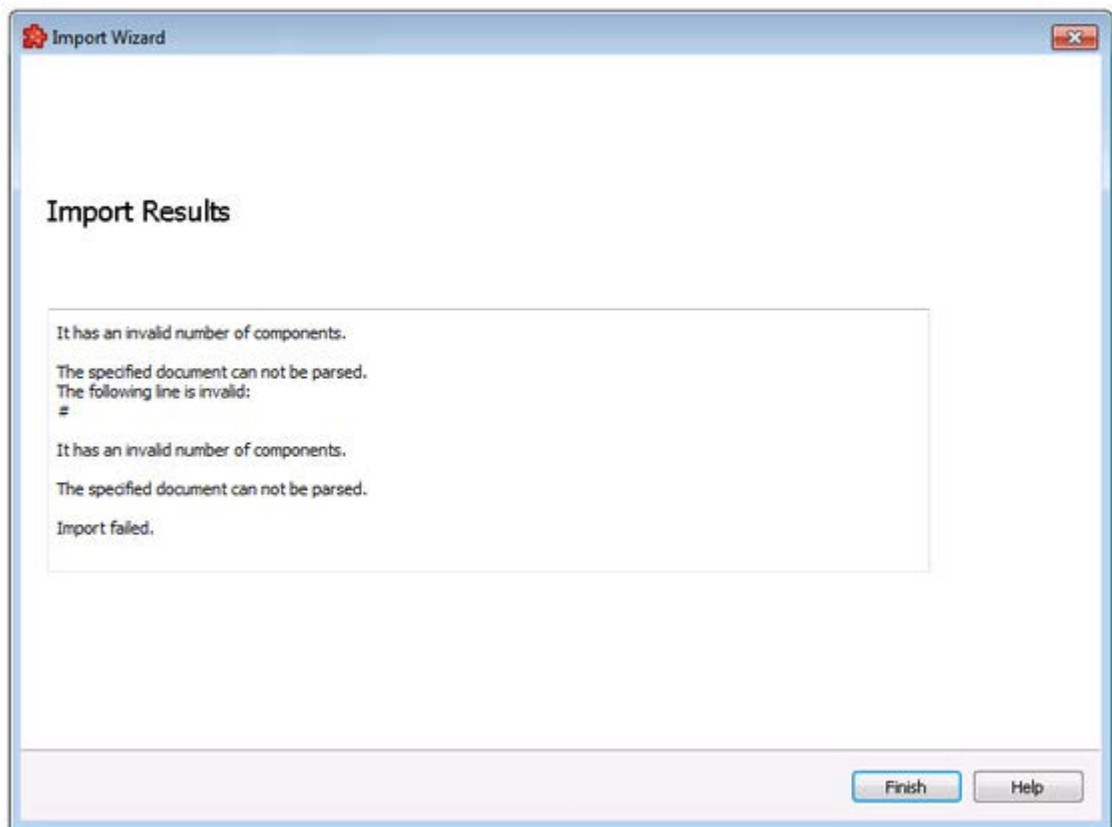 Import Wizard
Import Results
It has an invalid number of components.
The specified document can not be parsed.
The following line is invalid:
#
It has an invalid number of components.
The specified document can not be parsed.
Import failed.
Finish
Help